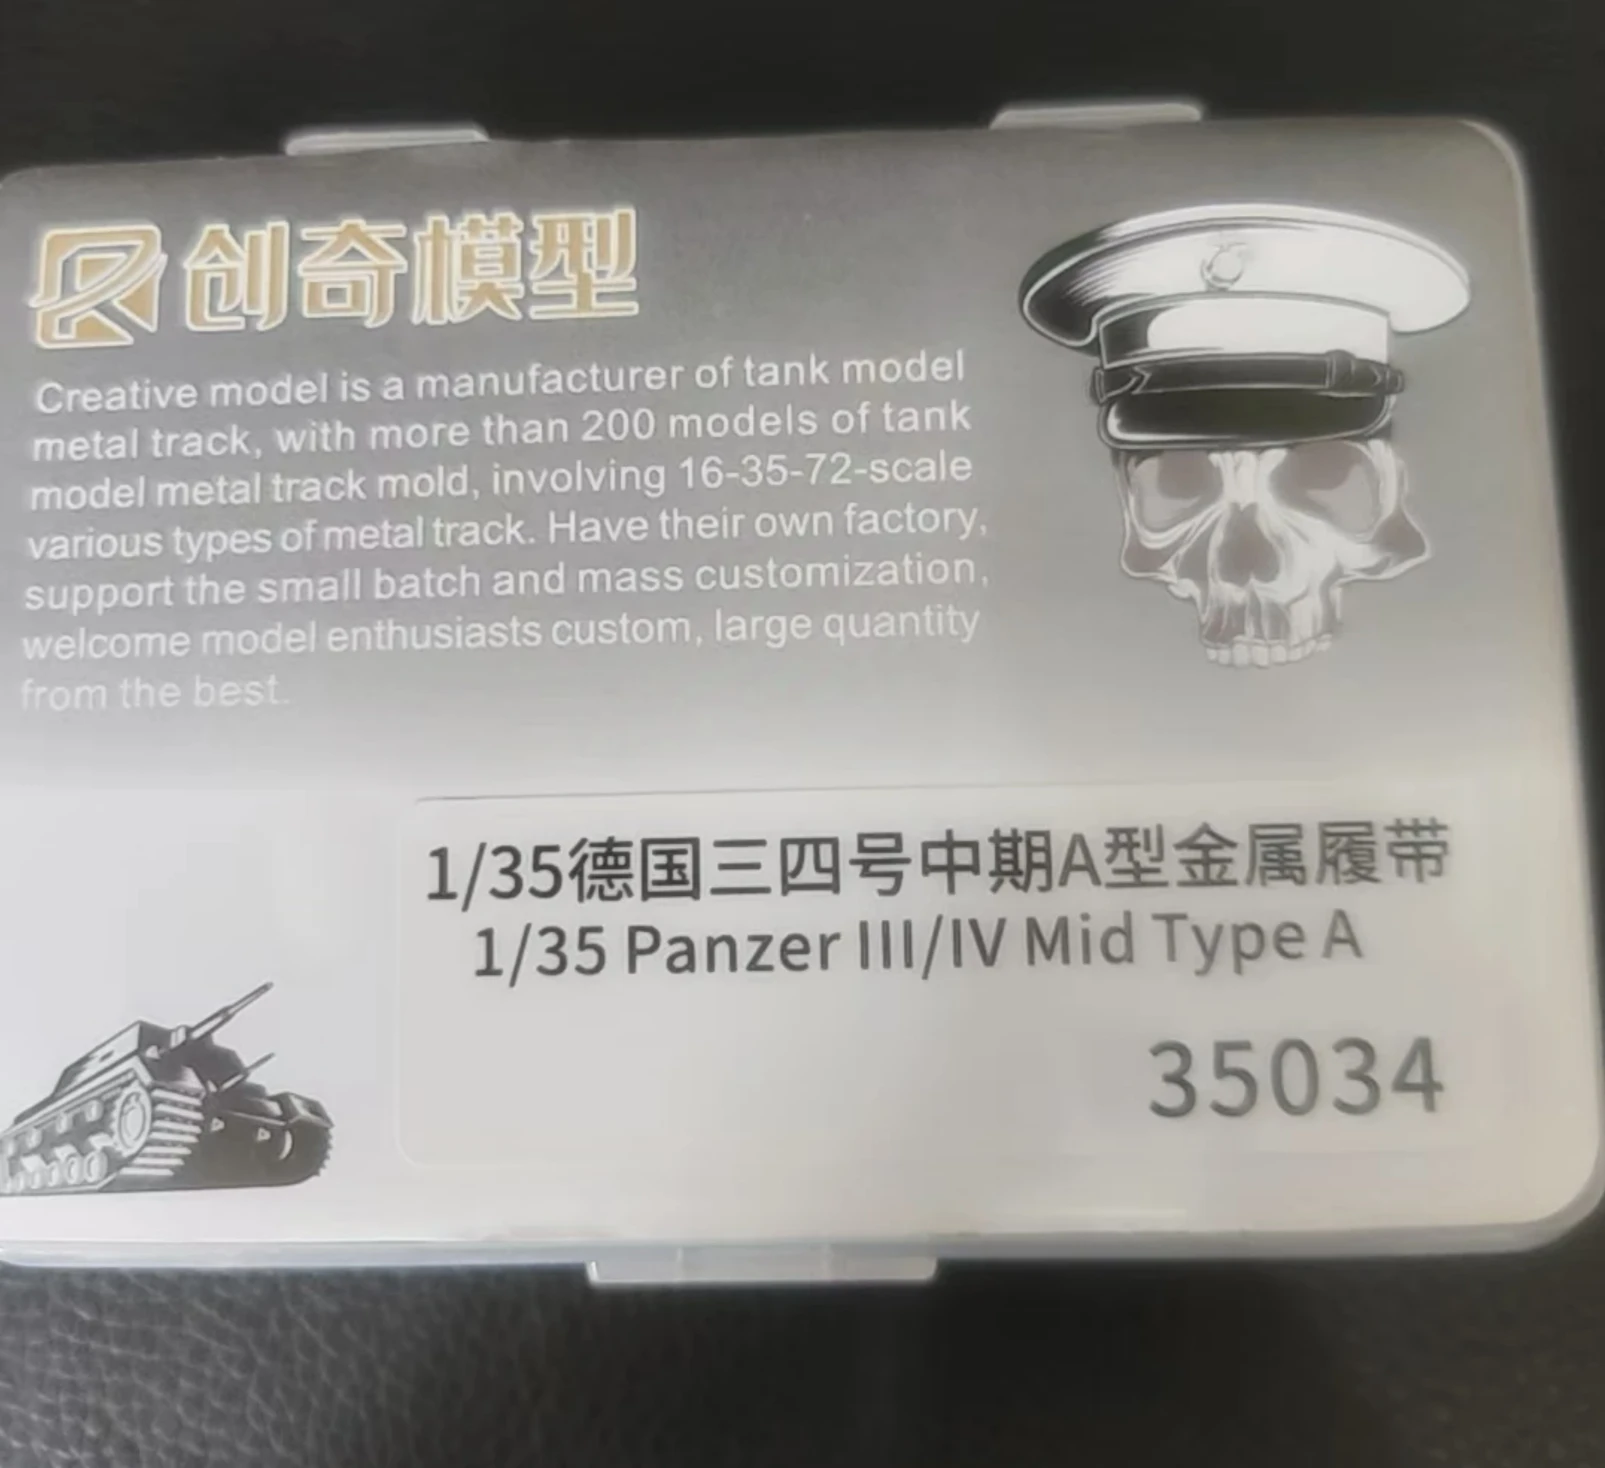 创奇模型
Creative model is a manufacturer of tank model
metal track, with more than 200 models of tank
model metal track mold, involving 16-35-72-scale
various types of metal track. Have their own factory,
support the small batch and mass customization,
welcome model enthusiasts custom, large quantity
from the best.
1/35德国三四号中期A型金属履带
1/35 Panzer III/IV Mid Type A
35034